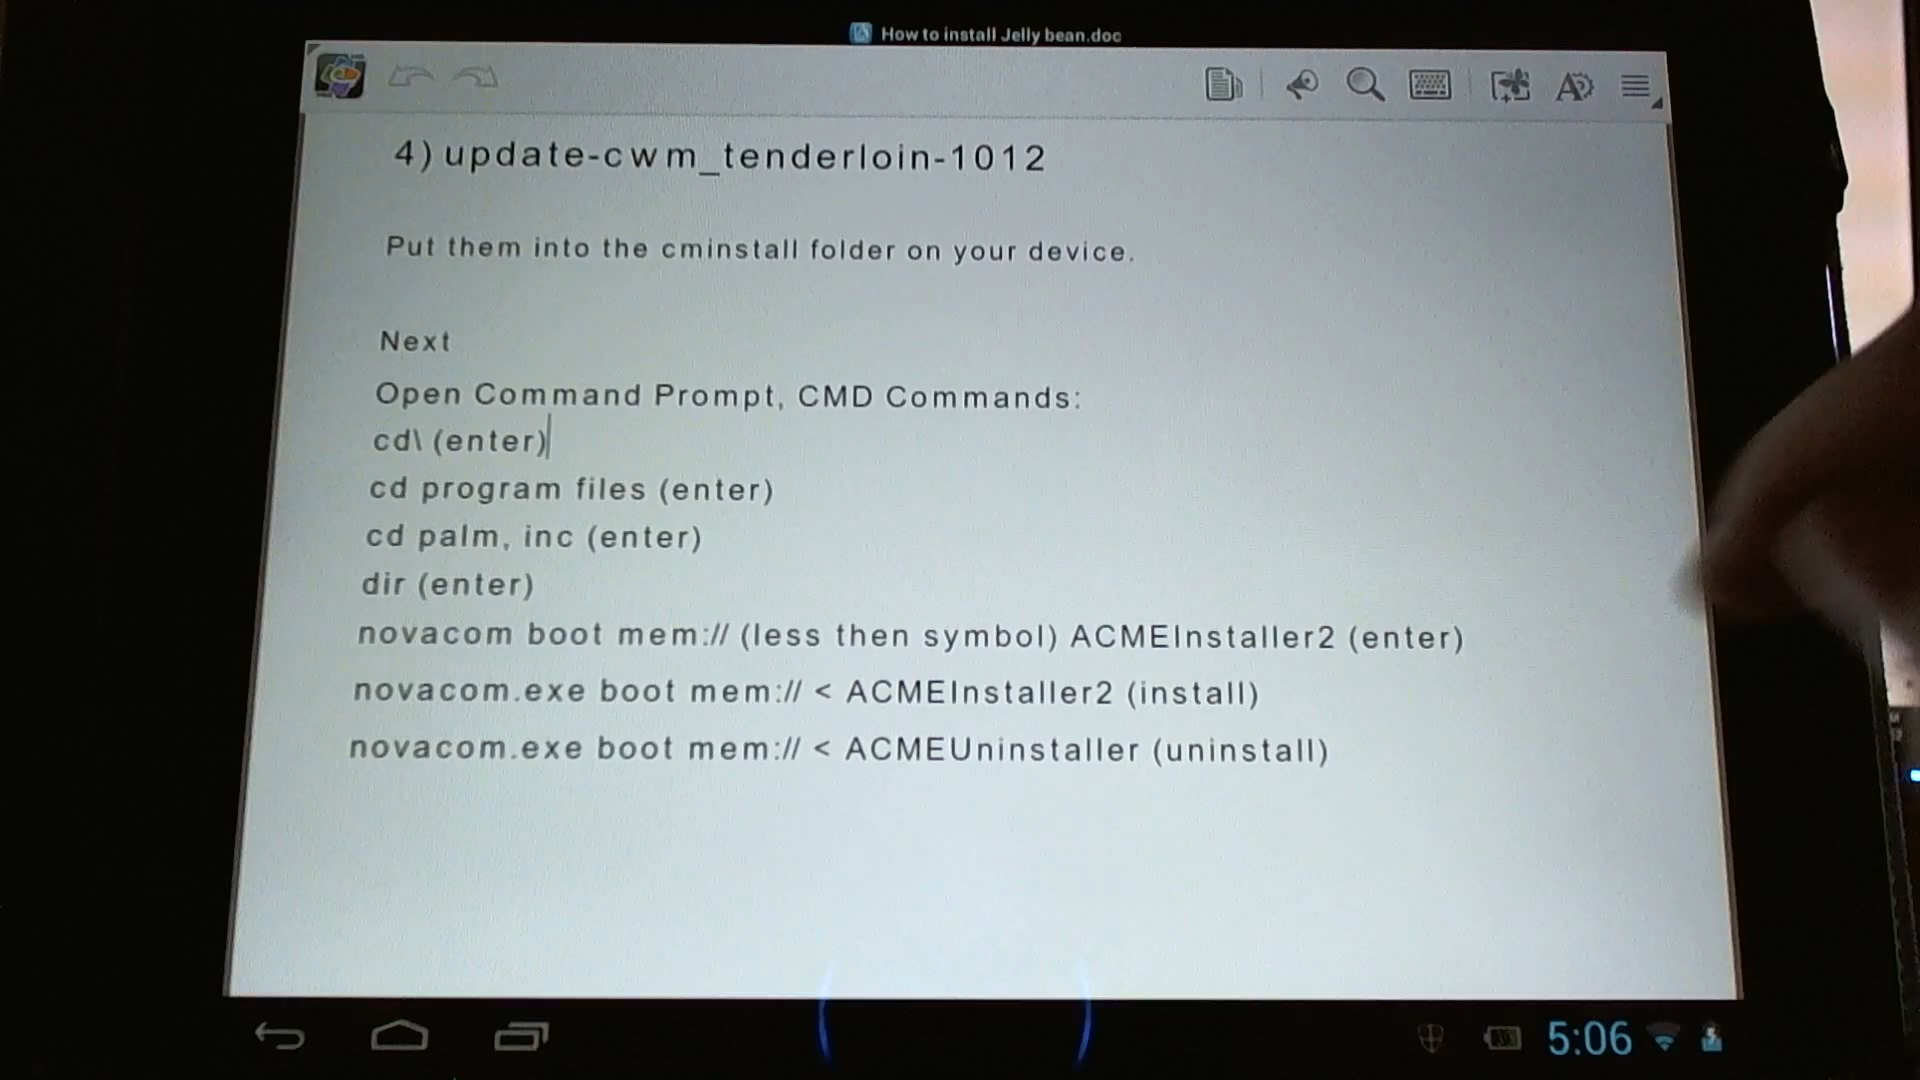 How to install Jelly bean.doc
4) update-cwm_tenderloin-1012
Put them into the cminstall folder on your device.
Next
Open Command Prompt, CMD Commands:
cd\ (enter)
cd program files (enter)
cd palm, inc (enter)
dir (enter)
novacom boot mem:// (less then symbol) ACMEInstaller2 (enter)
novacom.exe boot mem:// < ACMEInstaller2 (install)
novacom.exe boot mem:// < ACMEUninstaller (uninstall)
5:06